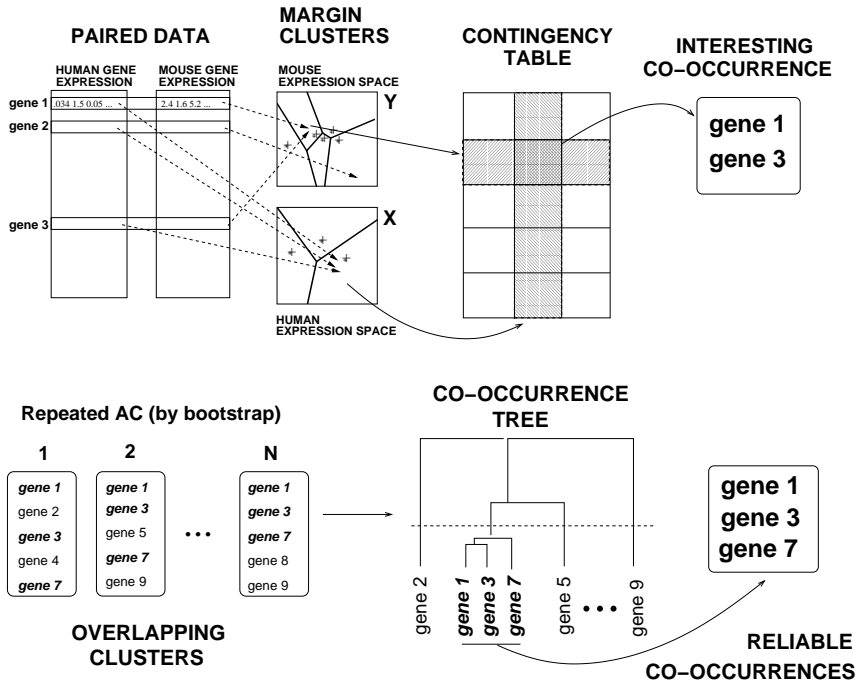 PAIRED DATA
MARGIN
CLUSTERS
CONTINGENCY
TABLE
INTERESTING
CO−OCCURRENCE
HUMAN GENE
EXPRESSION
MOUSE GENE
EXPRESSION
MOUSE
EXPRESSION SPACE
gene 1
.034 1.5 0.05 ...
2.4 1.6 5.2 ...
gene 2
gene 3
Y
X
HUMAN
EXPRESSION SPACE
gene 1
gene 3
Repeated AC (by bootstrap)
1
2
N
gene 1
gene 2
gene 3
gene 4
gene 7
gene 1
gene 3
gene 5
gene 7
gene 9
...
gene 1
gene 3
gene 7
gene 8
gene 9
OVERLAPPING
CLUSTERS
CO−OCCURRENCE
TREE
gene 2
gene 1
gene 3
gene 7
gene 5
...
gene 9
gene 1
gene 3
gene 7
RELIABLE
CO−OCCURRENCES